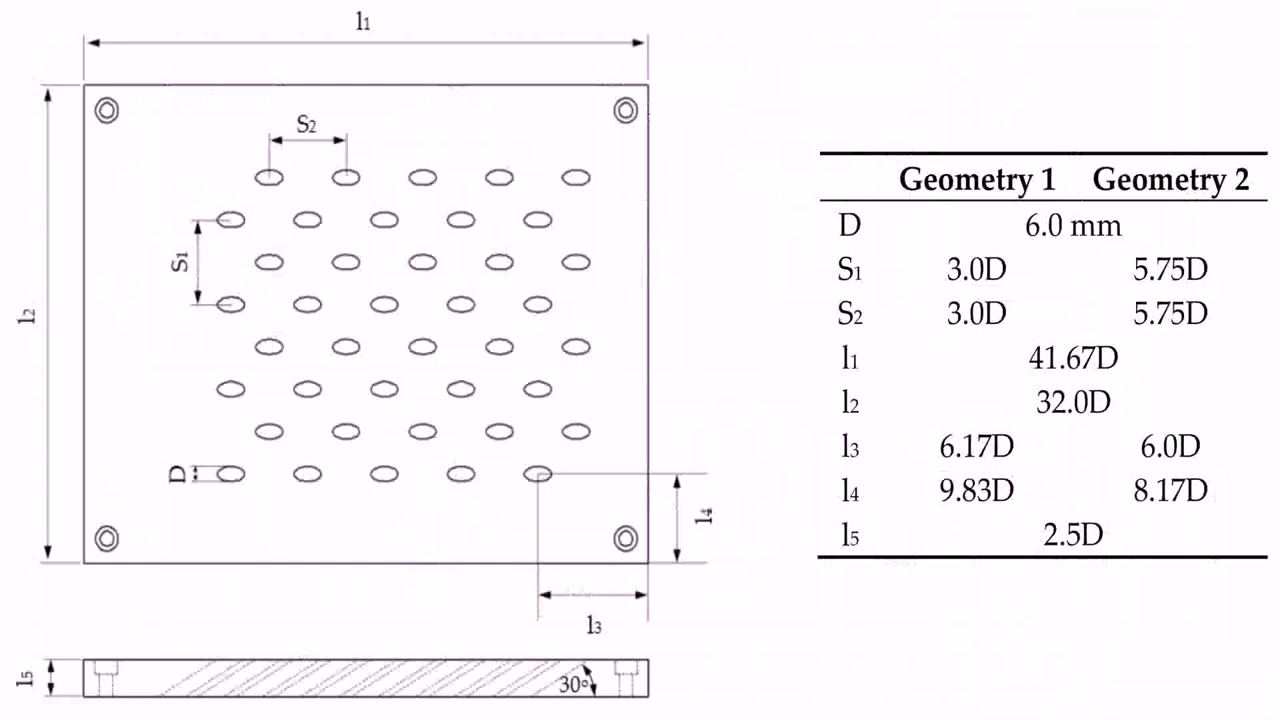 l1
S2
S1
l2
D
l4
l3
l5
30°
Geometry 1 Geometry 2
D 6.0 mm
S1 3.0D 5.75D
S2 3.0D 5.75D
l1 41.67D
l2 32.0D
l3 6.17D 6.0D
l4 9.83D 8.17D
l5 2.5D